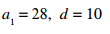 a₁ = 28, d = 10